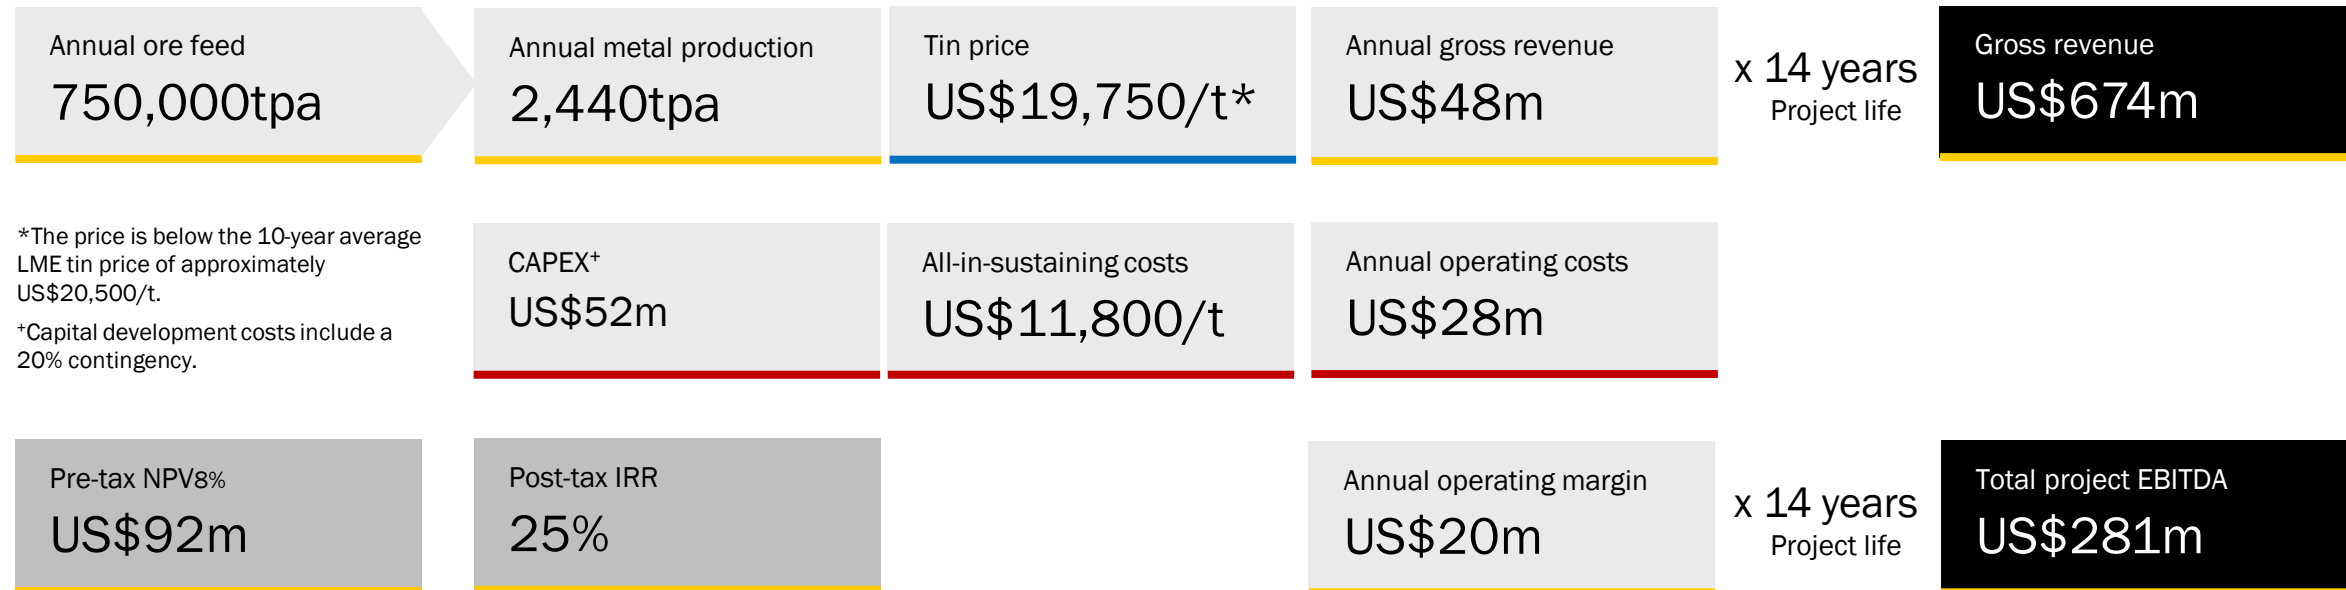 Annual ore feed
750,000tpa
Annual metal production
2,440tpa
Tin price
US$19,750/t*
Annual gross revenue
US$48m
x 14 years
Project life
Gross revenue
US$674m
*The price is below the 10-year average
LME tin price of approximately
US$20,500/t.
+Capital development costs include a
20% contingency.
CAPEX+
US$52m
All-in-sustaining costs
US$11,800/t
Annual operating costs
US$28m
Pre-tax NPV8%
US$92m
Post-tax IRR
25%
Annual operating margin
US$20m
x 14 years
Project life
Total project EBITDA
US$281m